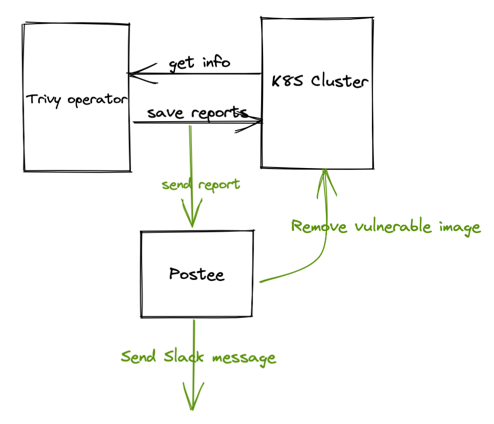 get info
K8S Cluster
Trivy operator
save reports
send report
Remove vulnerable image
Postee
Send Slack message